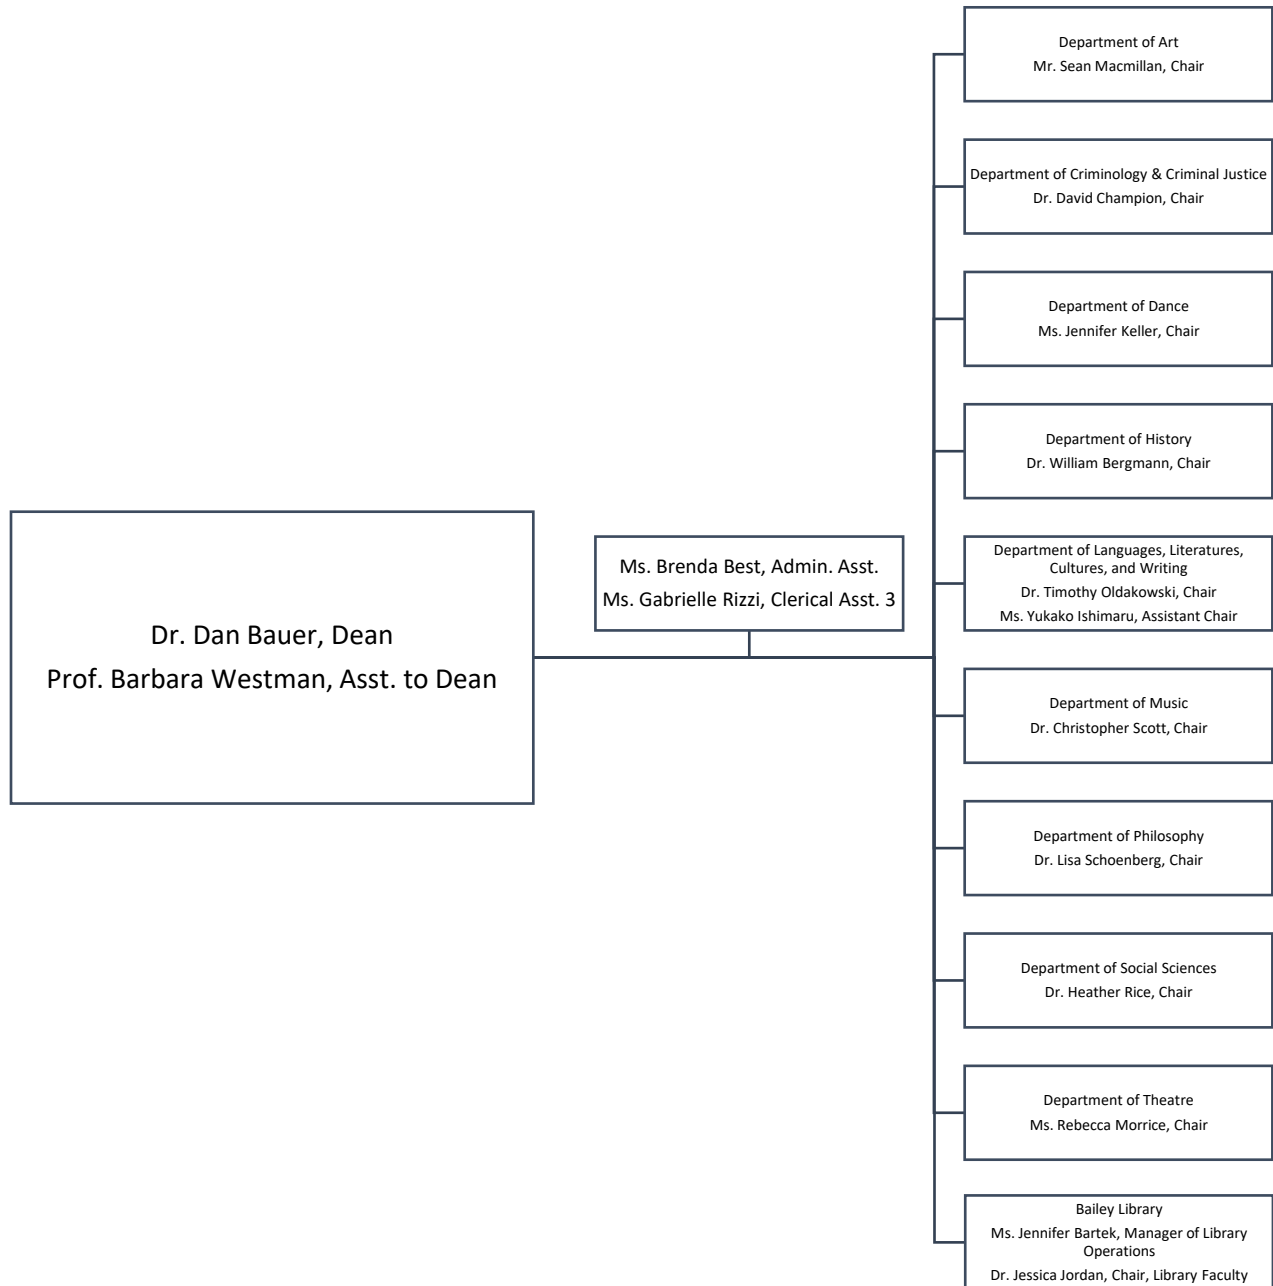 Dr. Dan Bauer, Dean
Prof. Barbara Westman, Asst. to Dean
Ms. Brenda Best, Admin. Asst.
Ms. Gabrielle Rizzi, Clerical Asst. 3
Department of Art
Mr. Sean Macmillan, Chair
Department of Criminology & Criminal Justice
Dr. David Champion, Chair
Department of Dance
Ms. Jennifer Keller, Chair
Department of History
Dr. William Bergmann, Chair
Department of Languages, Literatures,
Cultures, and Writing
Dr. Timothy Oldakowski, Chair
Ms. Yukako Ishimaru, Assistant Chair
Department of Music
Dr. Christopher Scott, Chair
Department of Philosophy
Dr. Lisa Schoenberg, Chair
Department of Social Sciences
Dr. Heather Rice, Chair
Department of Theatre
Ms. Rebecca Morrice, Chair
Bailey Library
Ms. Jennifer Bartek, Manager of Library
Operations
Dr. Jessica Jordan, Chair, Library Faculty